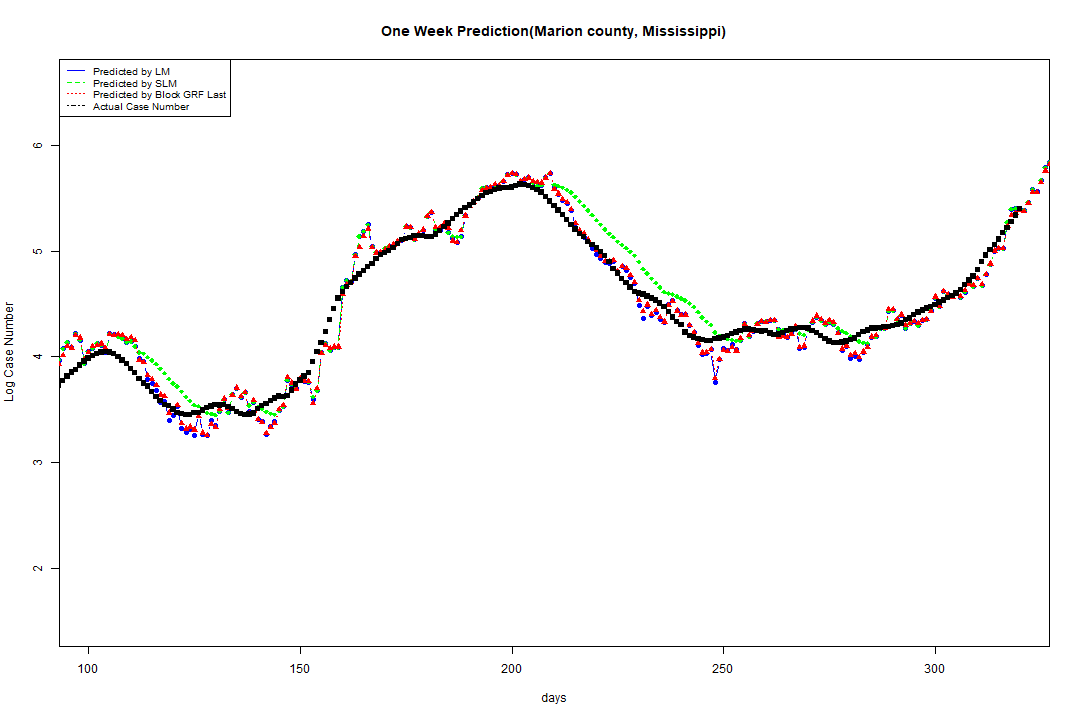 One Week Prediction(Marion county, Mississippi)
Predicted by LM
Predicted by SLM
Predicted by Block GRF Last
Actual Case Number
6
5
4
3
2
Log Case Number
100 150 200 250 300
days